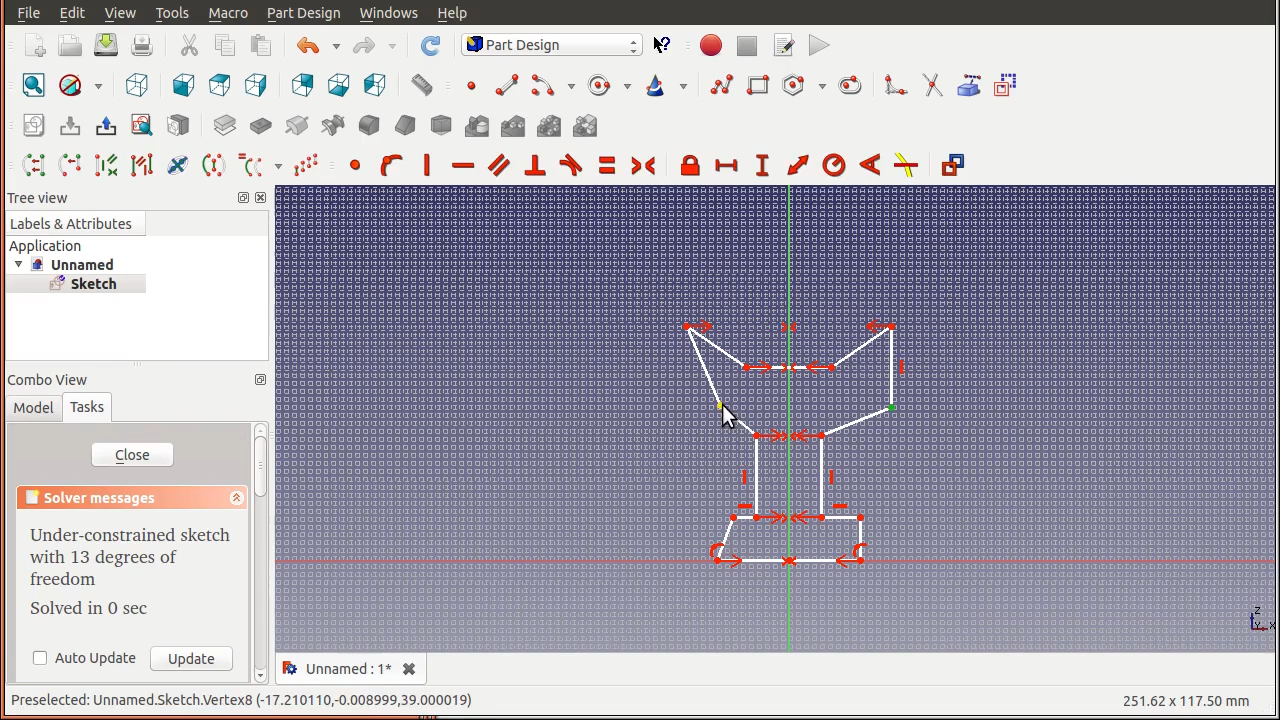 File Edit View Tools Macro Part Design Windows Help
Part Design
Tree view
Labels & Attributes
Application
Unnamed
Sketch
Combo View
Model Tasks
Close
Solver messages
Under-constrained sketch
with 13 degrees of
freedom
Solved in 0 sec
Auto Update Update
z
Y x
Unnamed : 1*
Preselected: Unnamed.Sketch.Vertex8 (-17.210110,-0.008999,39.000019) 251.62 x 117.50 mm